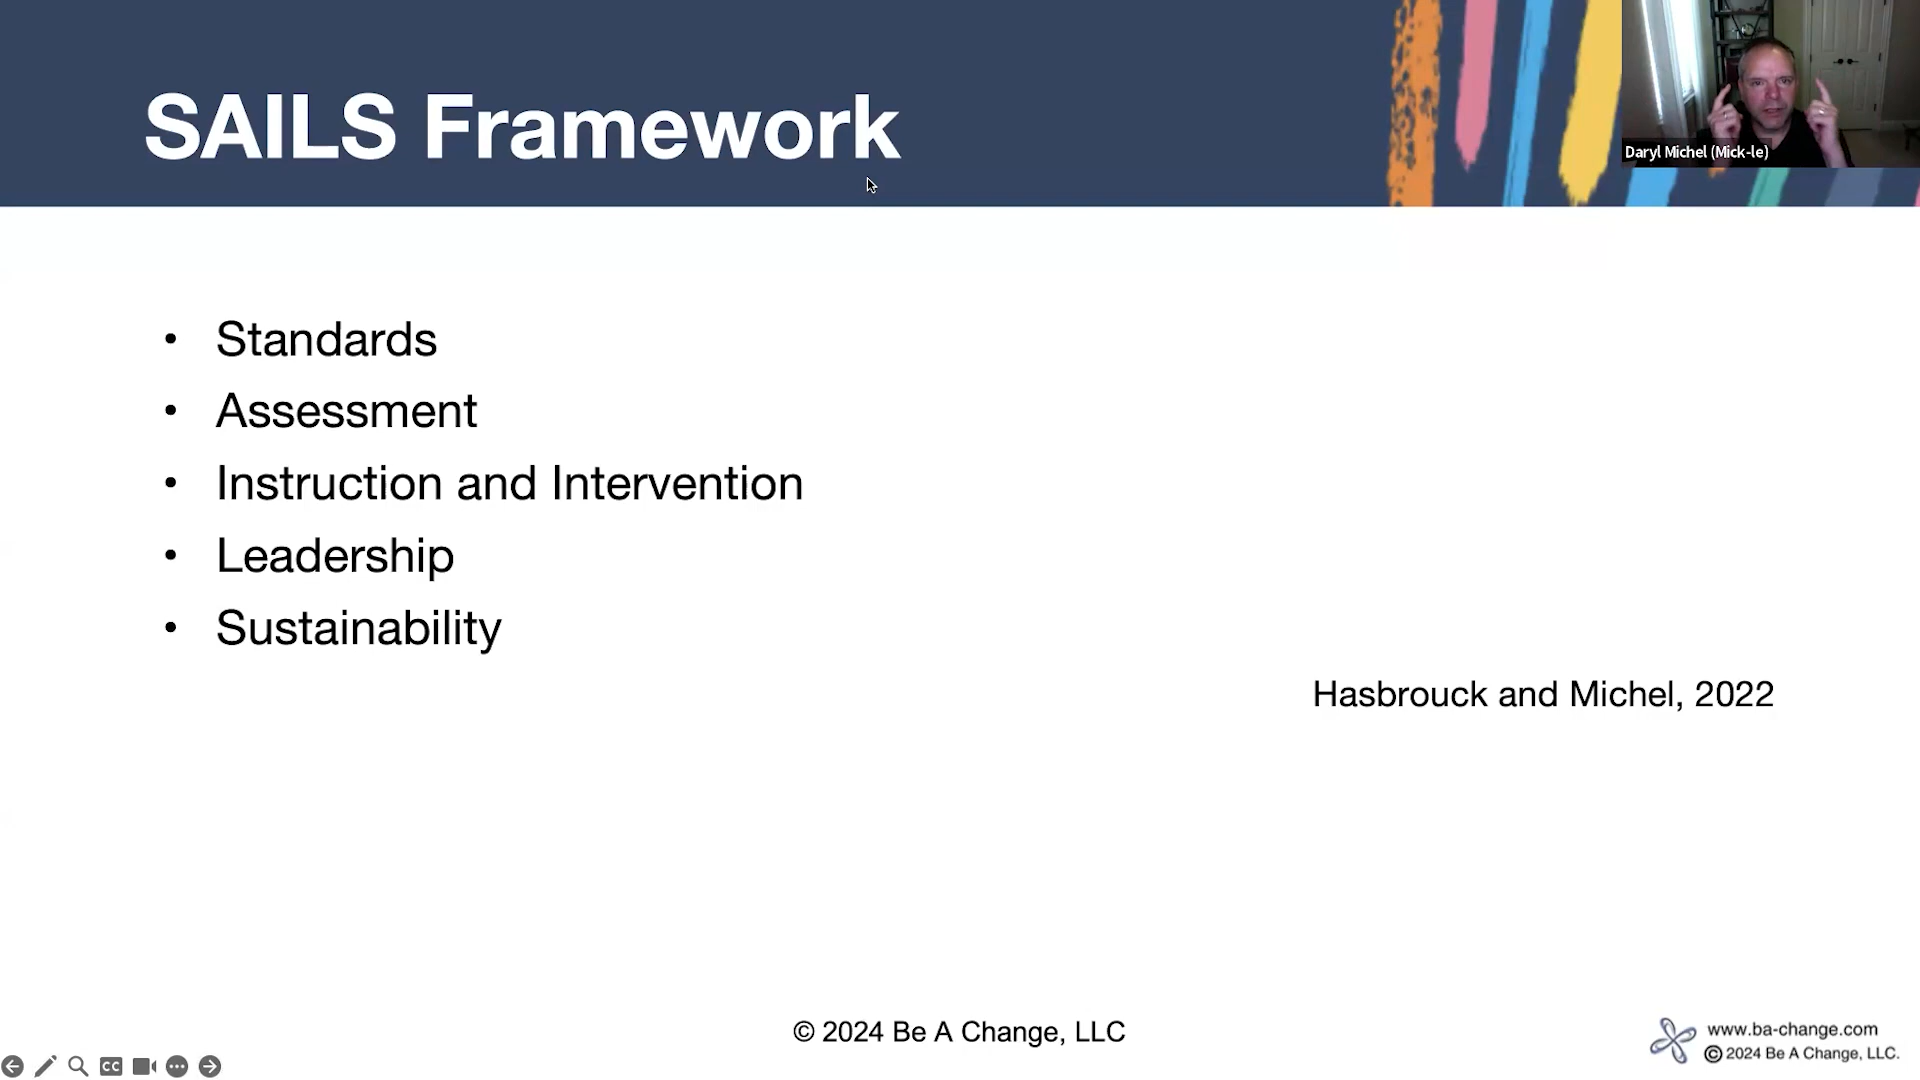 SAILS Framework
Daryl Michel (Mick-le)
• Standards
• Assessment
• Instruction and Intervention
• Leadership
• Sustainability
Hasbrouck and Michel, 2022
© 2024 Be A Change, LLC
www.ba-change.com
© 2024 Be A Change, LLC.
CC